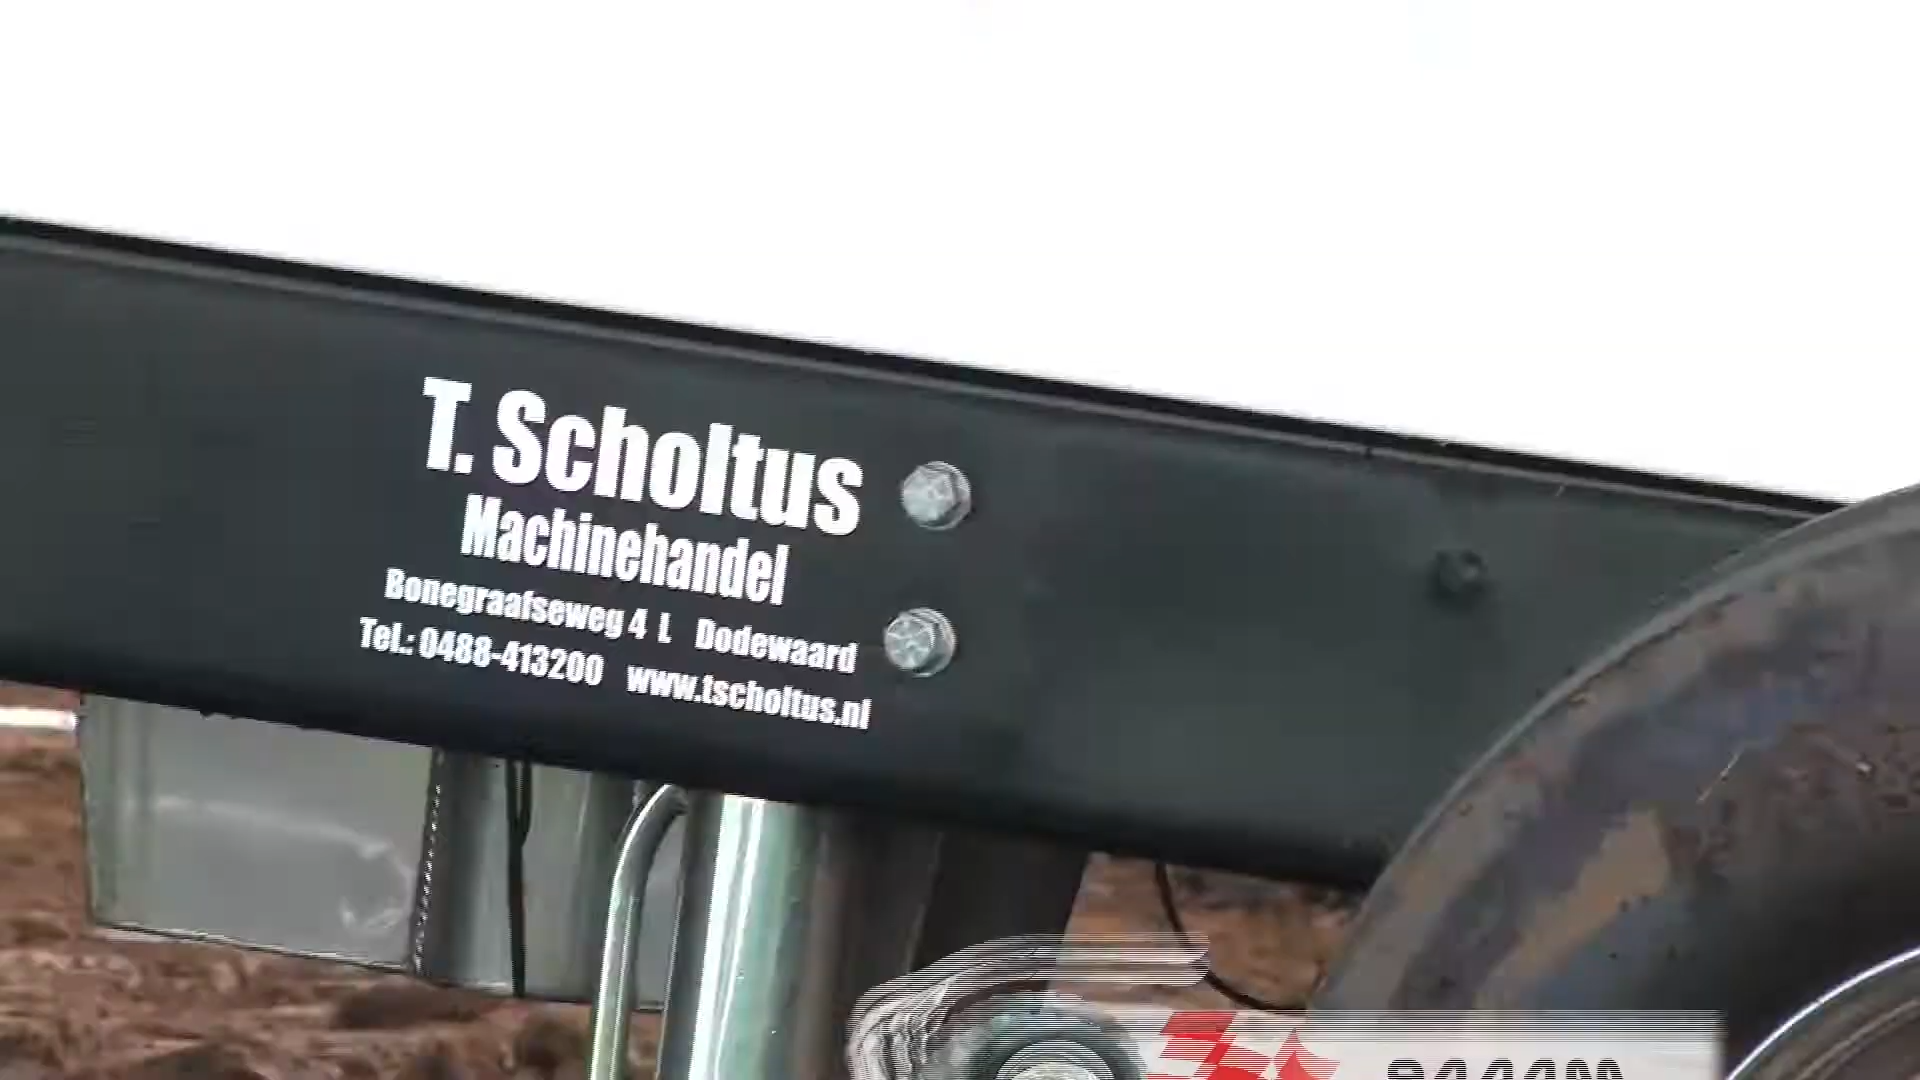 T. Scholtus
Machinehandel
Bonegraafseweg 4 L Dodewaard
Tel.: 0488-413200 www.tscholtus.nl